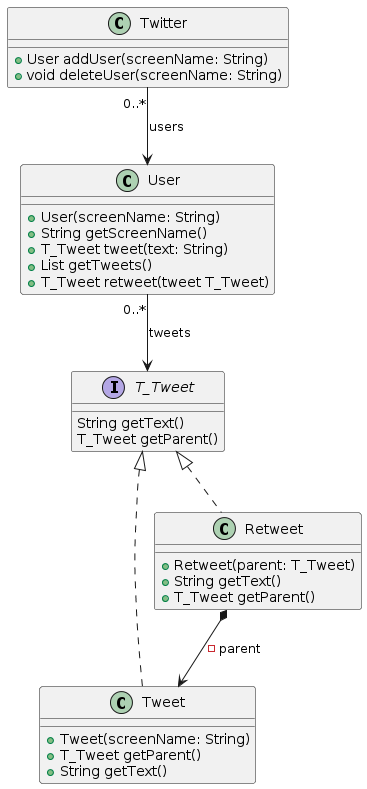 C Twitter
User addUser(screenName: String)
void deleteUser(screenName: String)
0..*
users
C User
User(screenName: String)
String getScreenName()
T_Tweet tweet(text: String)
List getTweets()
T_Tweet retweet(tweet T_Tweet)
0..*
tweets
I T_Tweet
String getText()
T_Tweet getParent()
C Retweet
Retweet(parent: T_Tweet)
String getText()
T_Tweet getParent()
parent
C Tweet
Tweet(screenName: String)
T_Tweet getParent()
String getText()